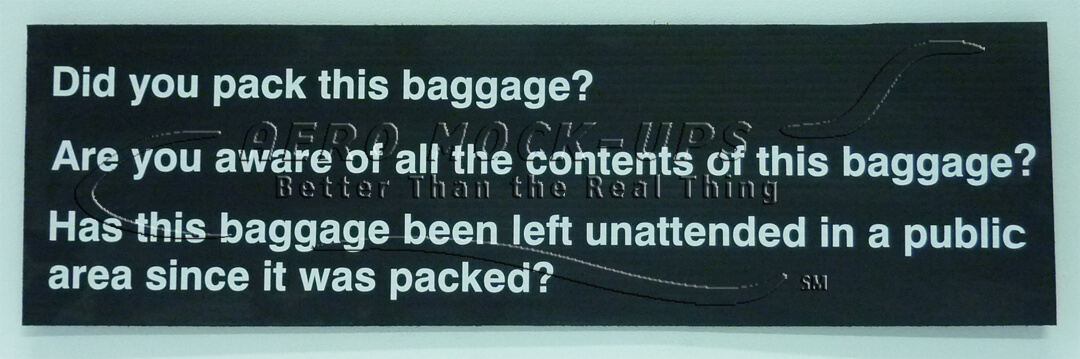 Did you pack this baggage?
AERO MOCK-UPS
Are you aware of all the contents of this baggage?
Better Than the Real Thing
Has this baggage been left unattended in a public
area since it was packed?
SM